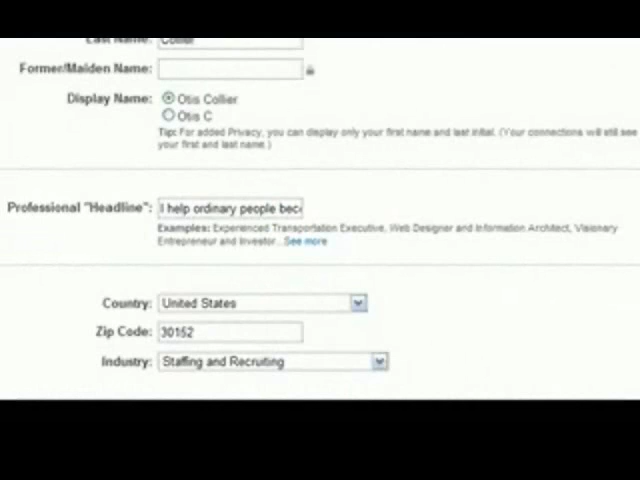 Last Name: Collier
Former/Maiden Name:
Display Name: Otis Collier
Otis C
Tip: For added Privacy, you can display only your first name and last initial. (Your connections will still see
your first and last name.)
Professional "Headline": I help ordinary people bec
Examples: Experienced Transportation Executive, Web Designer and Information Architect, Visionary
Entrepreneur and Investor...See more
Country: United States
Zip Code: 30152
Industry: Staffing and Recruiting